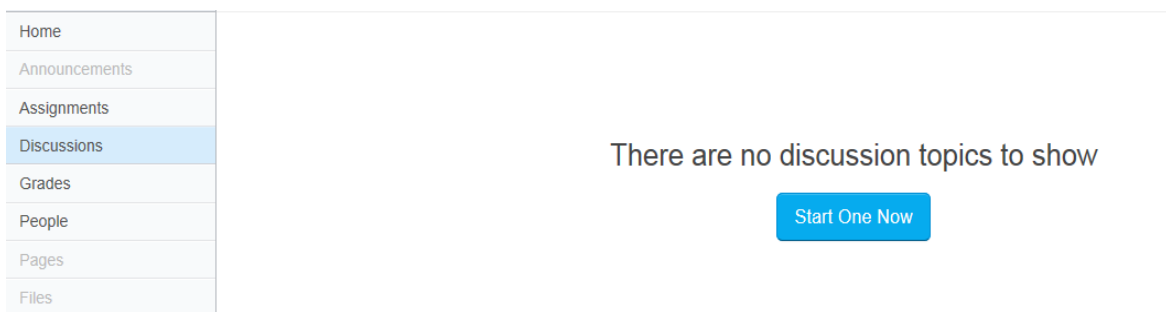 Home
Announcements
Assignments
Discussions
Grades
People
Pages
Files
There are no discussion topics to show
Start One Now